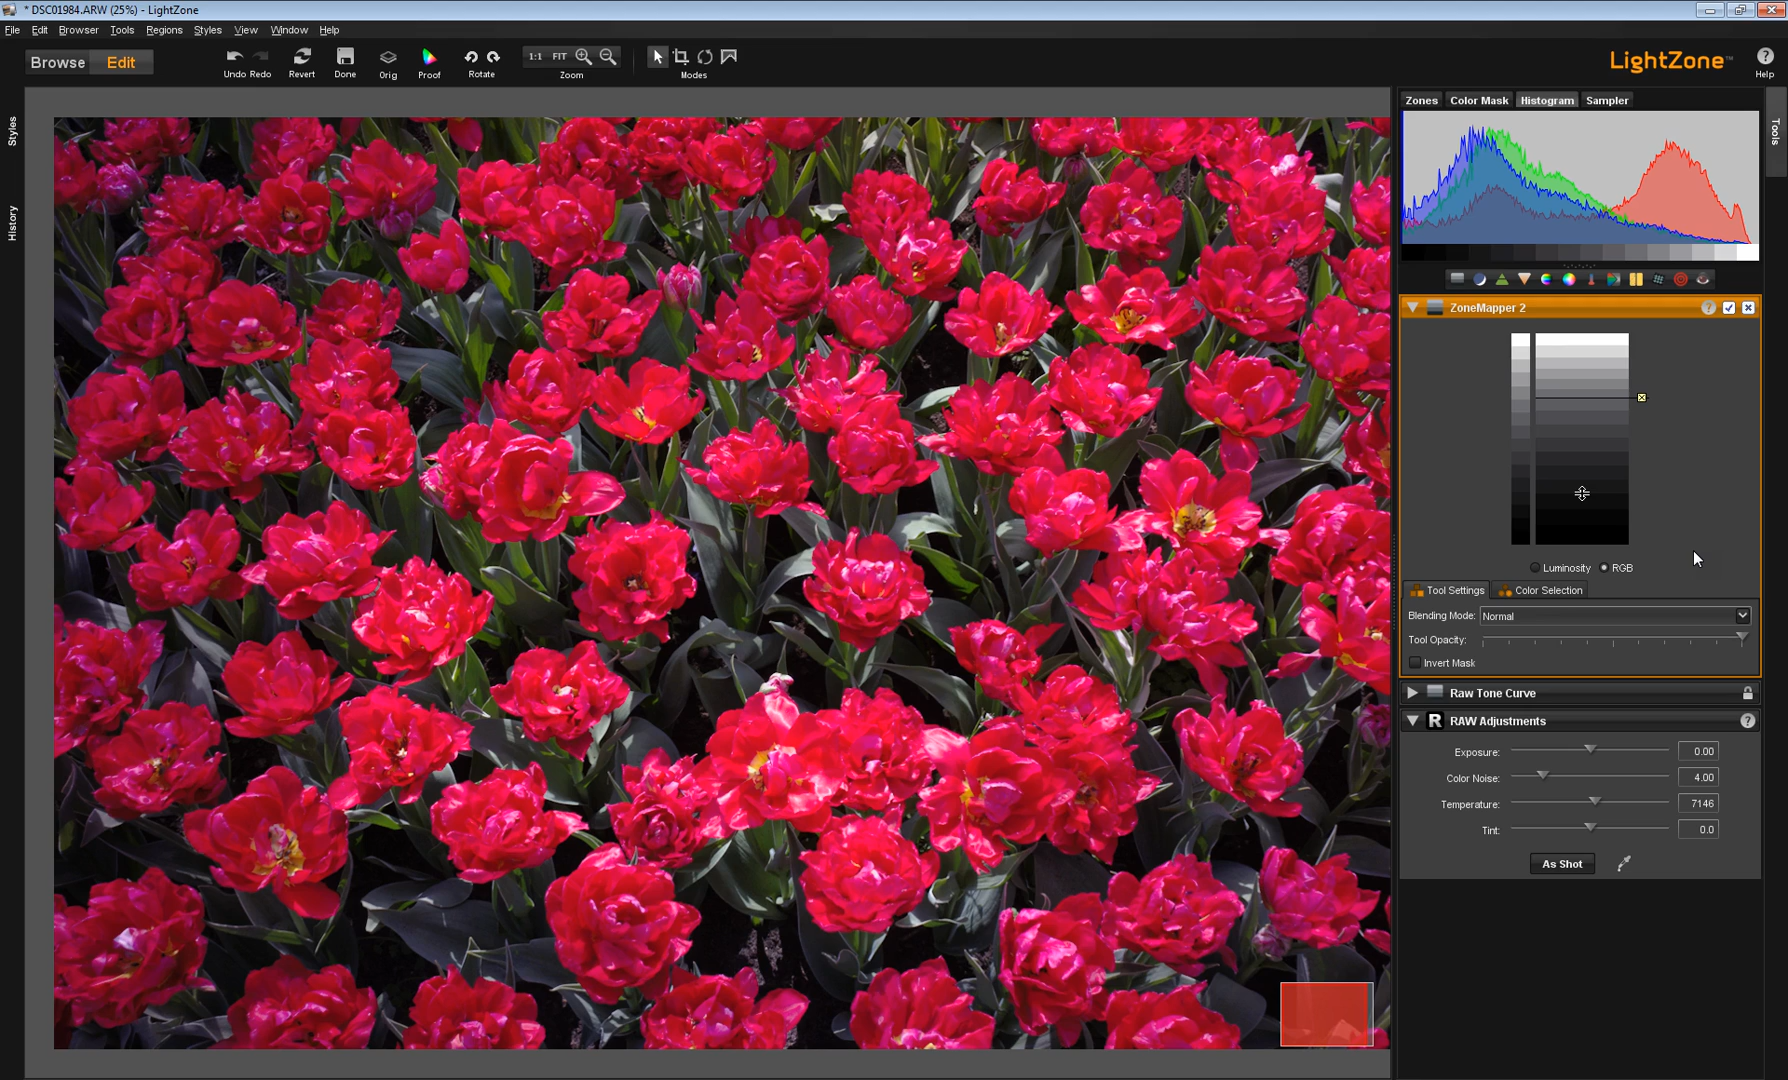 * DSC01984.ARW (25%) - LightZone
File Edit Browser Tools Regions Styles View Window Help
Browse Edit
Undo Redo Revert Done Orig Proof Rotate
1:1 FIT
Zoom
Modes
LightZone™
? Help
Styles
History
Tools
Zones Color Mask Histogram Sampler
ZoneMapper 2 ?
Luminosity RGB
Tool Settings Color Selection
Blending Mode: Normal
Tool Opacity:
Invert Mask
Raw Tone Curve
R RAW Adjustments ?
Exposure: 0.00
Color Noise: 4.00
Temperature: 7146
Tint: 0.0
As Shot